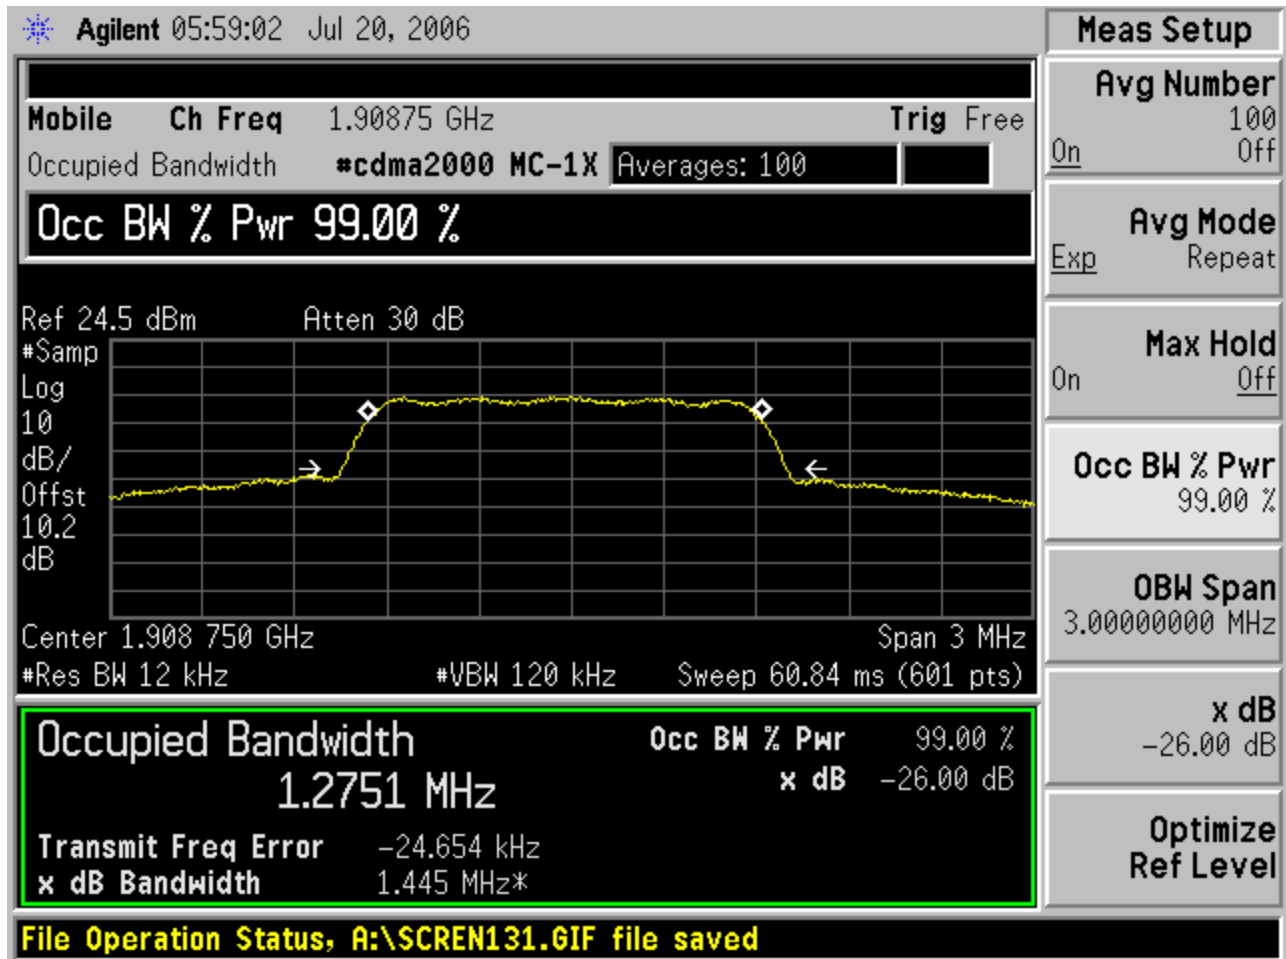 Agilent 05:59:02 Jul 20, 2006
Meas Setup
Mobile Ch Freq 1.90875 GHz Trig Free
Occupied Bandwidth #cdma2000 MC-1X Averages: 100
Occ BW % Pwr 99.00 %
Ref 24.5 dBm Atten 30 dB
#Samp
Log
10
dB/
Offst
10.2
dB
Center 1.908 750 GHz Span 3 MHz
#Res BW 12 kHz #VBW 120 kHz Sweep 60.84 ms (601 pts)
Occupied Bandwidth
1.2751 MHz
Occ BW % Pwr 99.00 %
x dB -26.00 dB
Transmit Freq Error -24.654 kHz
x dB Bandwidth 1.445 MHz*
File Operation Status, A:\SCREN131.GIF file saved
Avg Number
100
On Off
Avg Mode
Exp Repeat
Max Hold
On Off
Occ BW % Pwr
99.00 %
OBW Span
3.00000000 MHz
x dB
-26.00 dB
Optimize
Ref Level